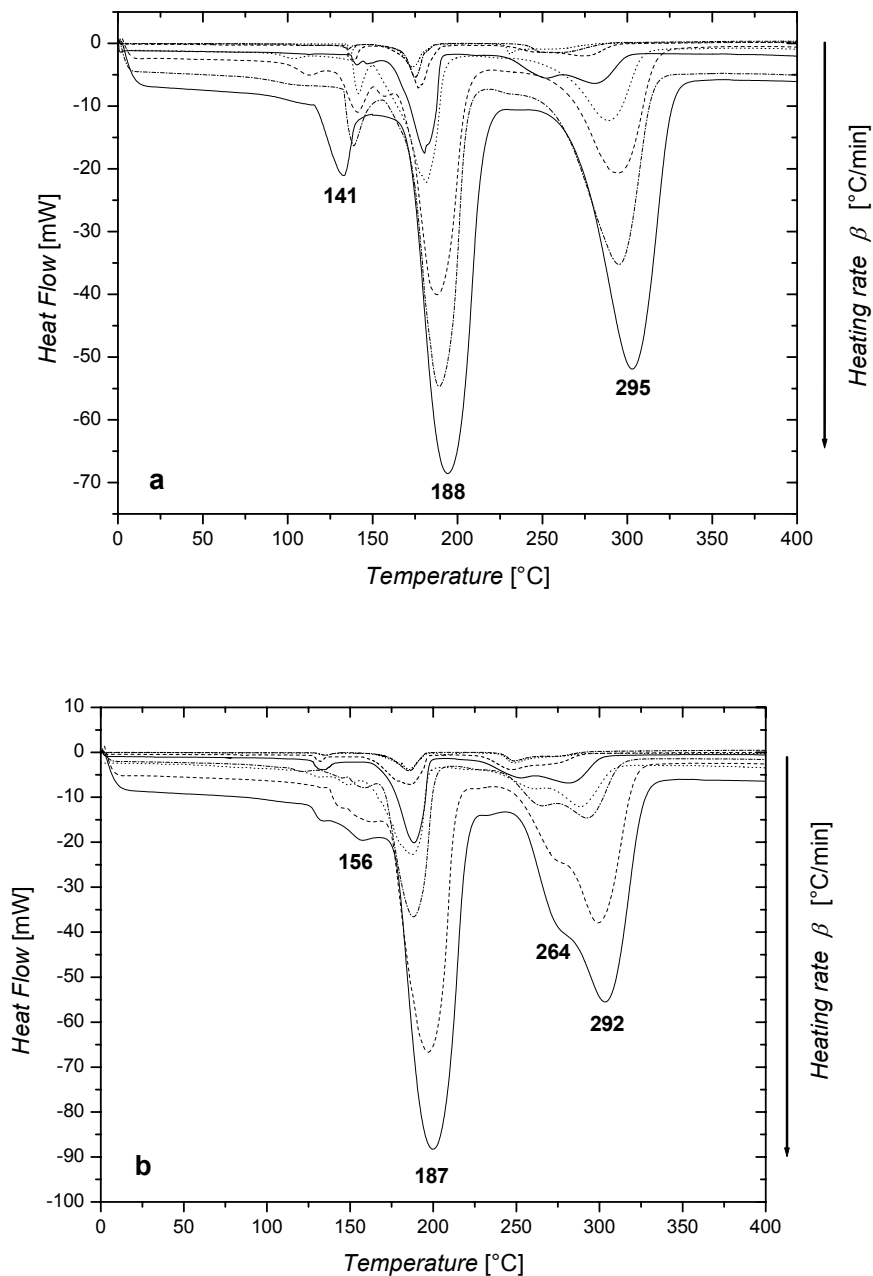 0
-10
-20
-30
-40
-50
-60
-70
Heat Flow [mW]
141
188
295
a
0 50 100 150 200 250 300 350 400
Temperature [°C]
Heating rate β [°C/min]
10
0
-10
-20
-30
-40
-50
-60
-70
-80
-90
-100
Heat Flow [mW]
156
187
264
292
b
0 50 100 150 200 250 300 350 400
Temperature [°C]
Heating rate β [°C/min]